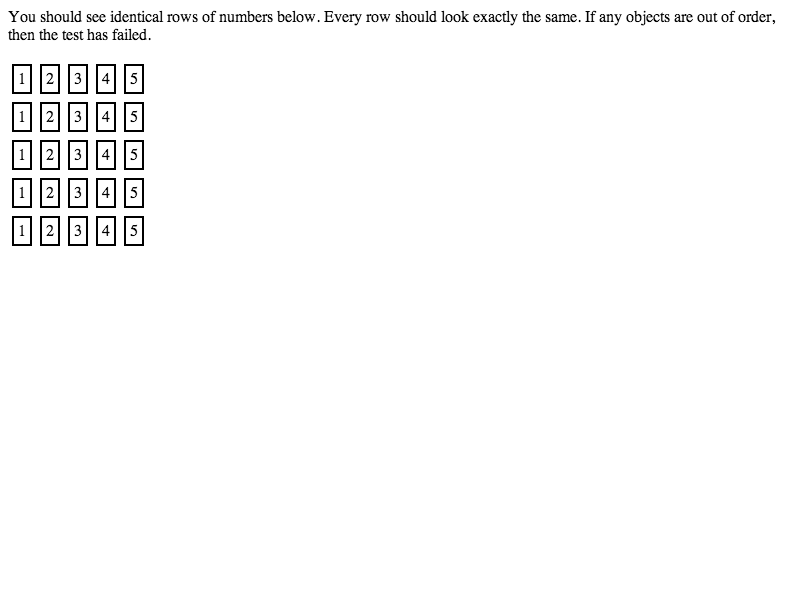 You should see identical rows of numbers below. Every row should look exactly the same. If any objects are out of order,
then the test has failed.
1 2 3 4 5
1 2 3 4 5
1 2 3 4 5
1 2 3 4 5
1 2 3 4 5